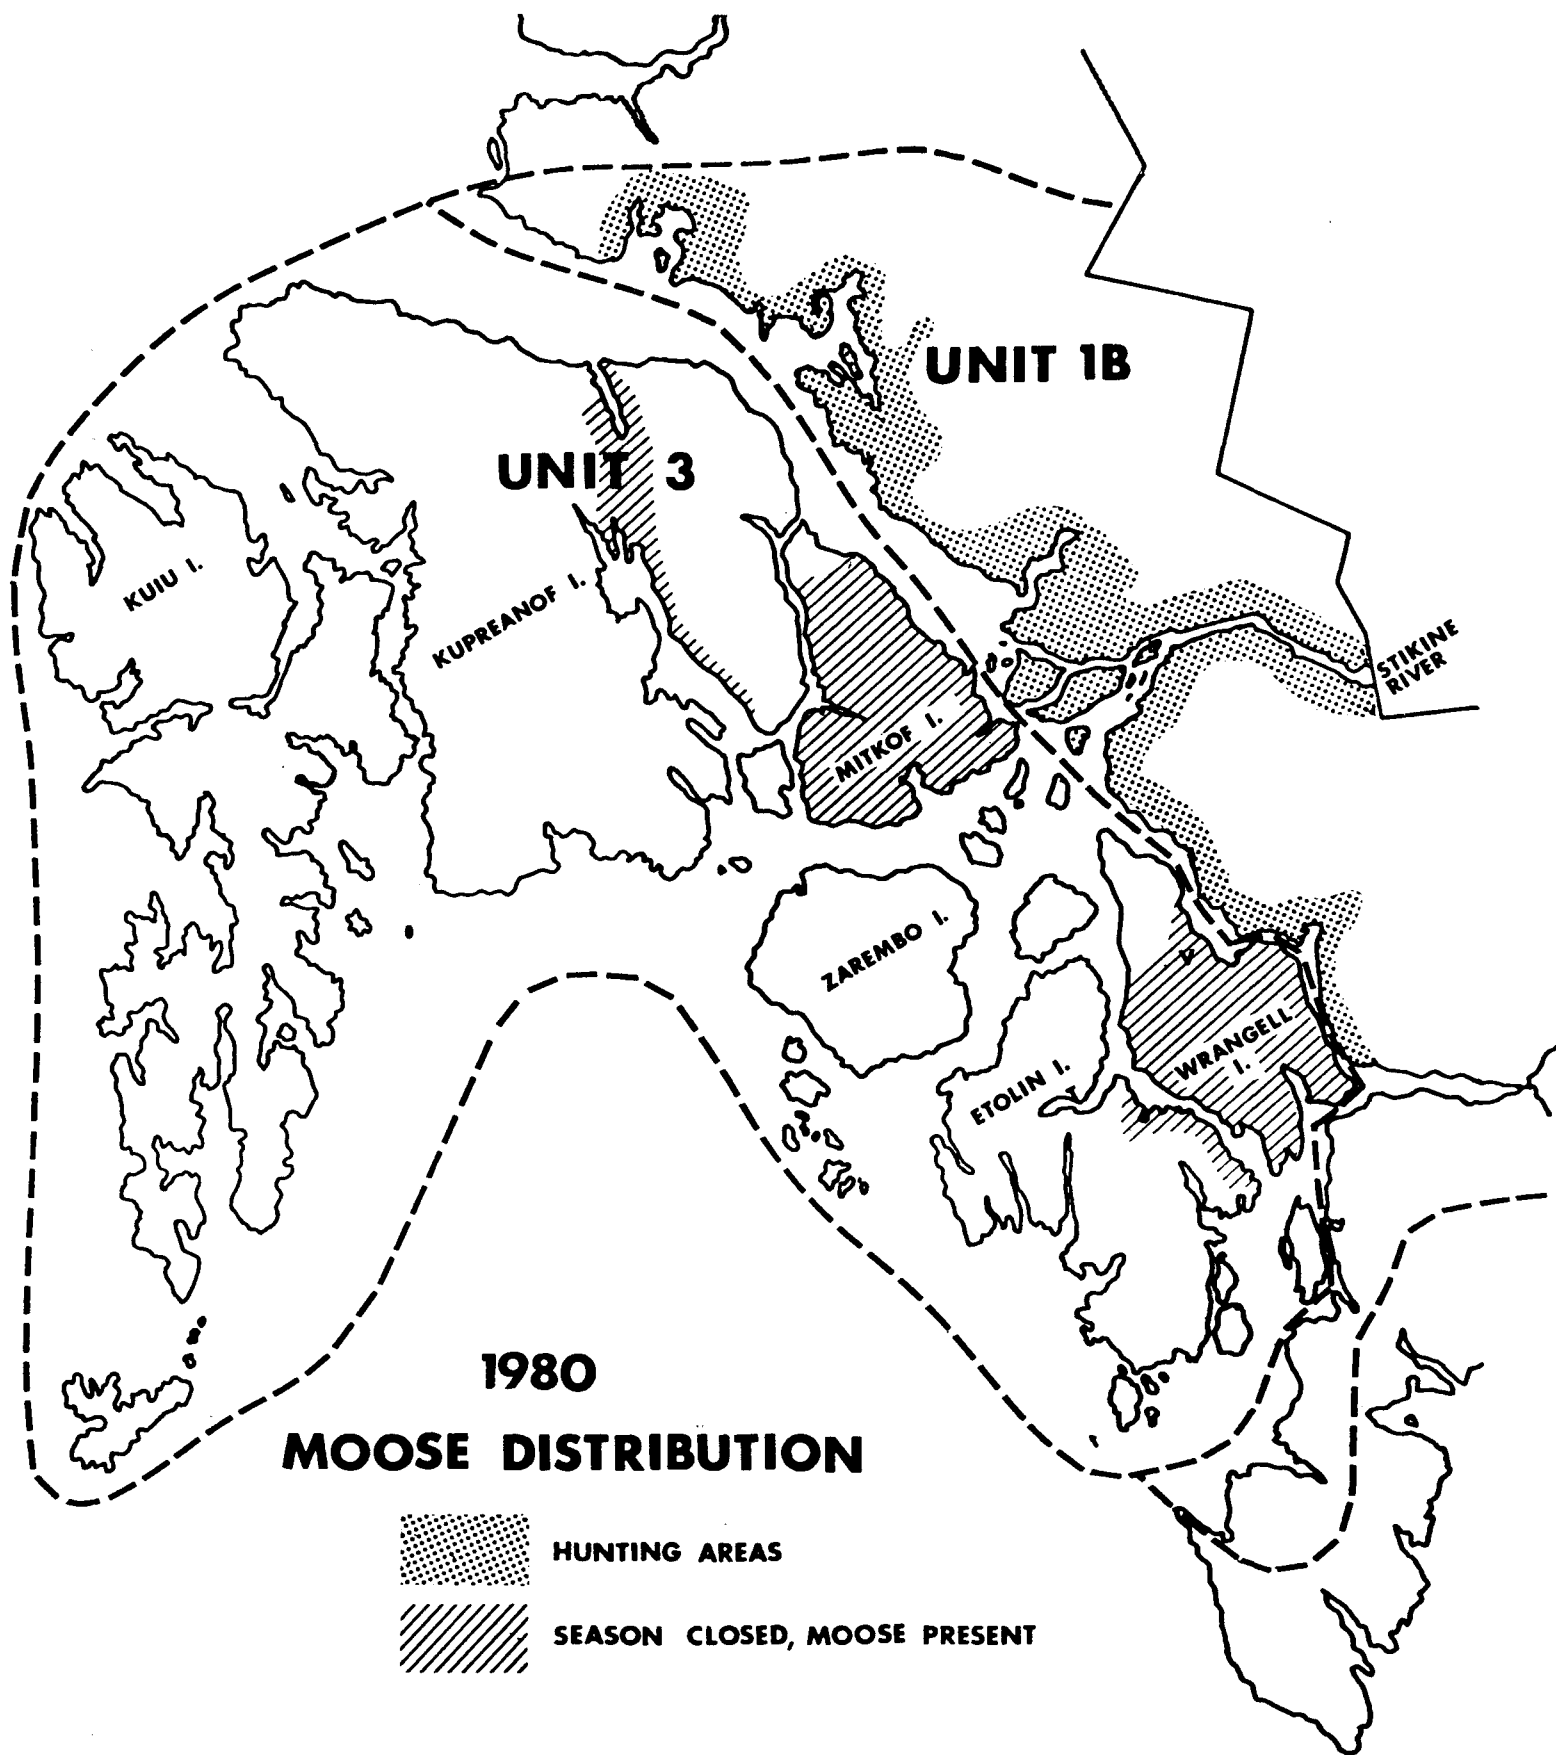 UNIT 1B
UNIT 3
KUIU I.
KUPREANOF I.
STIKINE
RIVER
MITKOF I.
ZAREMBO I.
WRANGELL
I.
ETOLIN I.
1980
MOOSE DISTRIBUTION
HUNTING AREAS
SEASON CLOSED, MOOSE PRESENT